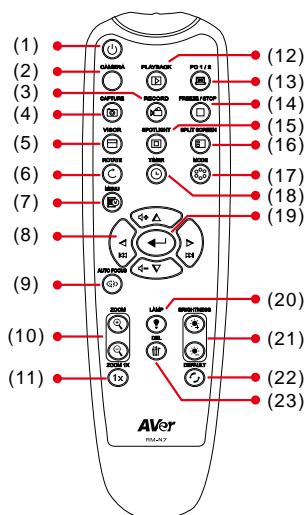 (1)
(2)
(3)
(4)
(5)
(6)
(7)
(8)
(9)
(10)
(11)
CAMERA
PLAYBACK
PC 1 / 2
CAPTURE
RECORD
FREEZE / STOP
VISOR
SPOTLIGHT
SPLIT SCREEN
ROTATE
TIMER
MODE
MENU
AUTO FOCUS
ZOOM
LAMP
BRIGHTNESS
DEL
ZOOM 1X
1x
DEFAULT
AVer
RM-N7
(12)
(13)
(14)
(15)
(16)
(17)
(18)
(19)
(20)
(21)
(22)
(23)